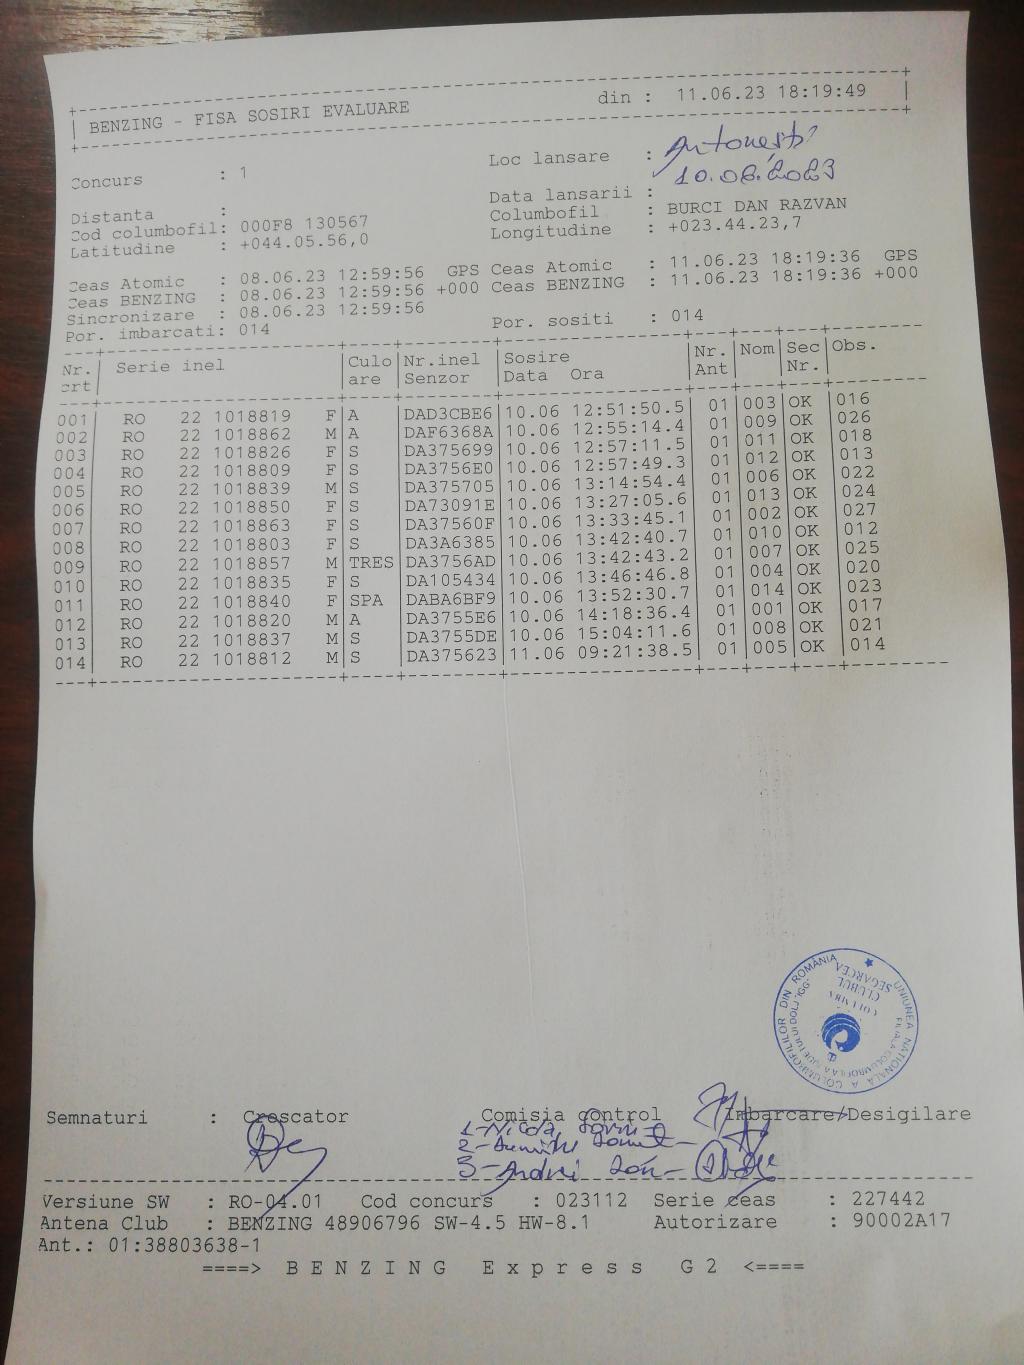 BENZING - FISA SOSIRI EVALUARE din : 11.06.23 18:19:49
Concurs : 1 Loc lansare : Antonesti
Data lansarii : 10.06.2023
Distanta : Columbofil : BURCI DAN RAZVAN
Cod columbofil: 000F8 130567 Longitudine : +023.44.23,7
Latitudine : +044.05.56,0
Ceas Atomic : 08.06.23 12:59:56 GPS Ceas Atomic : 11.06.23 18:19:36 GPS
Ceas BENZING : 08.06.23 12:59:56 +000 Ceas BENZING : 11.06.23 18:19:36 +000
Sincronizare : 08.06.23 12:59:56
Por. imbarcati: 014 Por. sositi : 014
Nr. Serie inel Culo Nr.inel Sosire Nr. Nom Sec Obs.
crt are Senzor Data Ora Ant Nr.
001 RO 22 1018819 F A DAD3CBE6 10.06 12:51:50.5 01 003 OK 016
002 RO 22 1018862 M A DAF6368A 10.06 12:55:14.4 01 009 OK 026
003 RO 22 1018826 F S DA375699 10.06 12:57:11.5 01 011 OK 018
004 RO 22 1018809 F S DA3756E0 10.06 12:57:49.3 01 012 OK 013
005 RO 22 1018839 M S DA375705 10.06 13:14:54.4 01 006 OK 022
006 RO 22 1018850 F S DA73091E 10.06 13:27:05.6 01 013 OK 024
007 RO 22 1018863 F S DA37560F 10.06 13:33:45.1 01 002 OK 027
008 RO 22 1018803 F S DA3A6385 10.06 13:42:40.7 01 010 OK 012
009 RO 22 1018857 M TRES DA3756AD 10.06 13:42:43.2 01 007 OK 025
010 RO 22 1018835 F S DA105434 10.06 13:46:46.8 01 004 OK 020
011 RO 22 1018840 F SPA DABA6BF9 10.06 13:52:30.7 01 014 OK 023
012 RO 22 1018820 M A DA3755E6 10.06 14:18:36.4 01 001 OK 017
013 RO 22 1018837 M S DA3755DE 10.06 15:04:11.6 01 008 OK 021
014 RO 22 1018812 M S DA375623 11.06 09:21:38.5 01 005 OK 014
UNIUNEA NATIONALA A COLUMBOFILILOR DIN ROMÂNIA
CLUBUL
SEGARCEA
Semnaturi : Crescator Comisia control Imbarcare/Desigilare
1-
2-
3-Andrei
Versiune SW : RO-04.01 Cod concurs : 023112 Serie ceas : 227442
Antena Club : BENZING 48906796 SW-4.5 HW-8.1 Autorizare : 90002A17
Ant.: 01:38803638-1
====> BENZING Express G2 <====